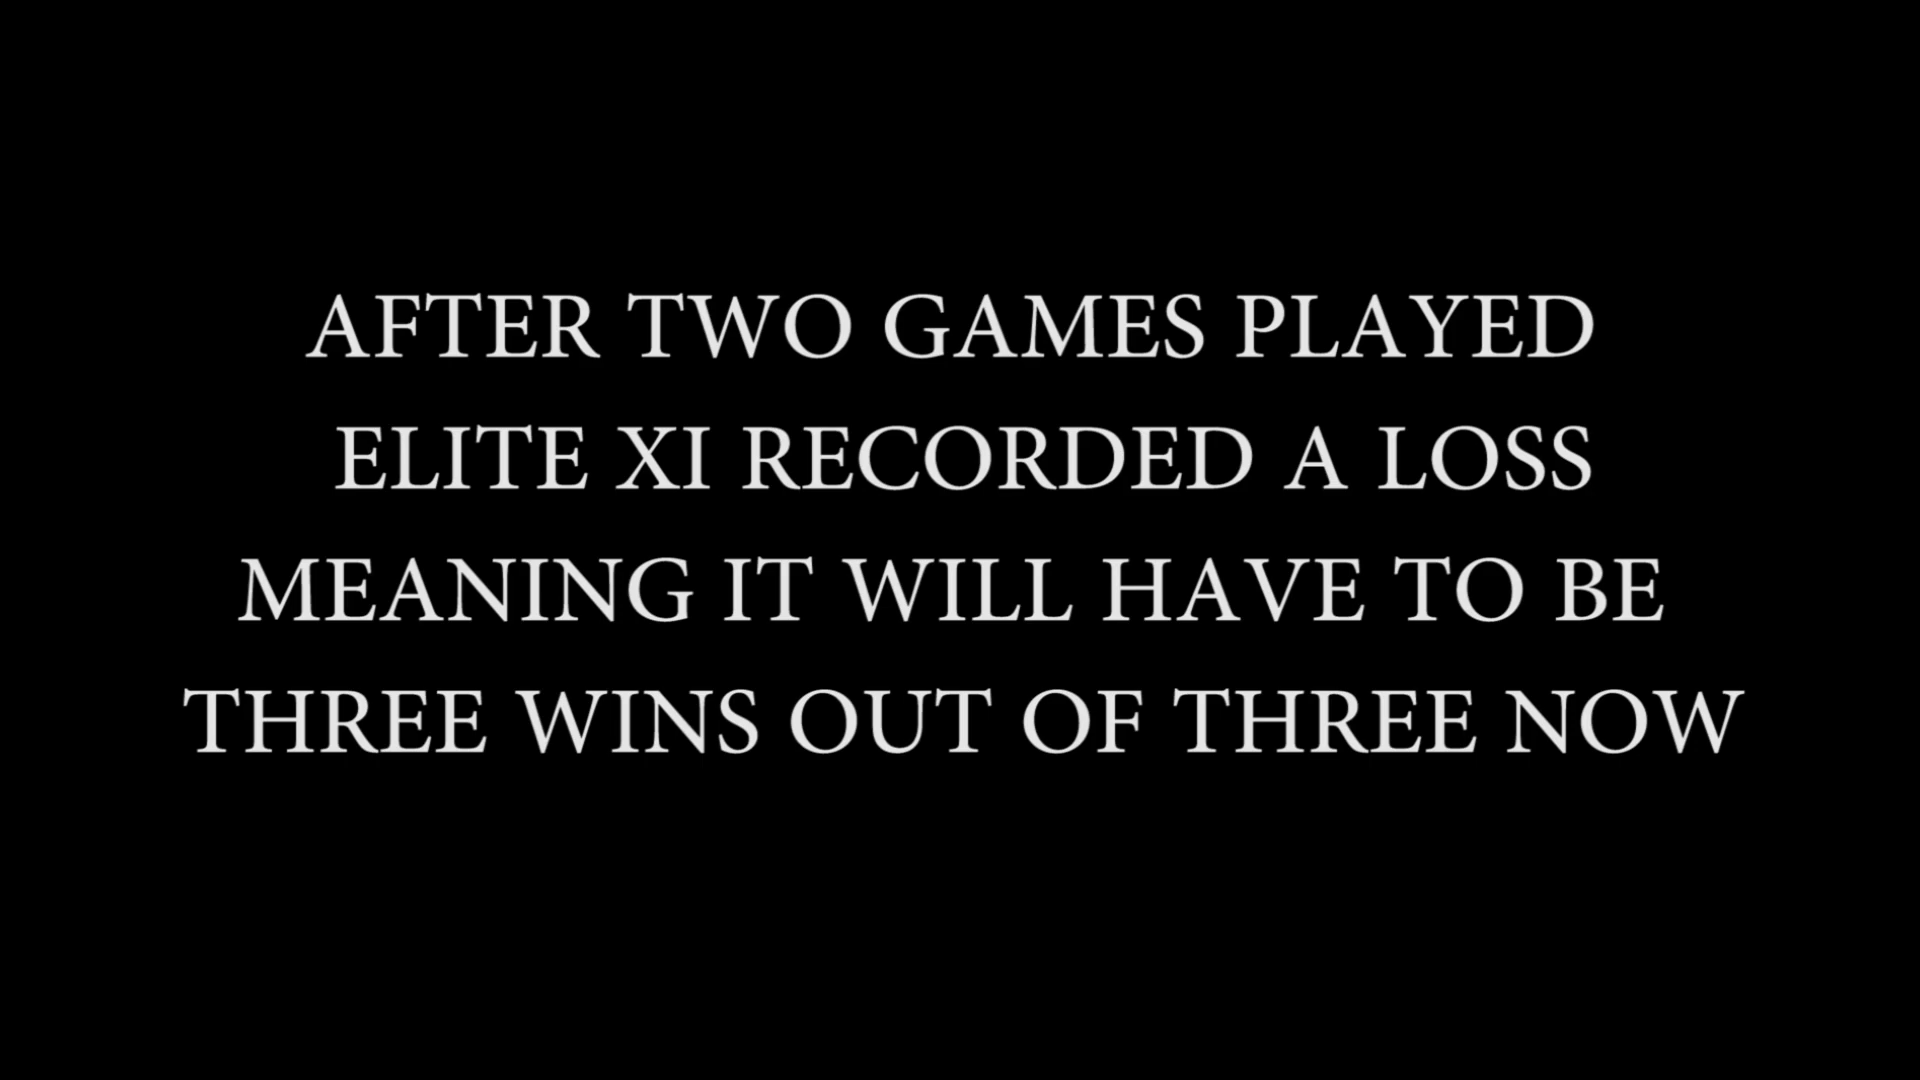 AFTER TWO GAMES PLAYED
ELITE XI RECORDED A LOSS
MEANING IT WILL HAVE TO BE
THREE WINS OUT OF THREE NOW